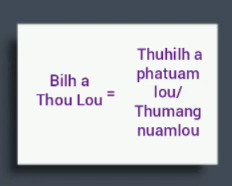 Bilh a
Thou Lou =
Thuhilh a
phatuam
lou/
Thumang
nuamlou